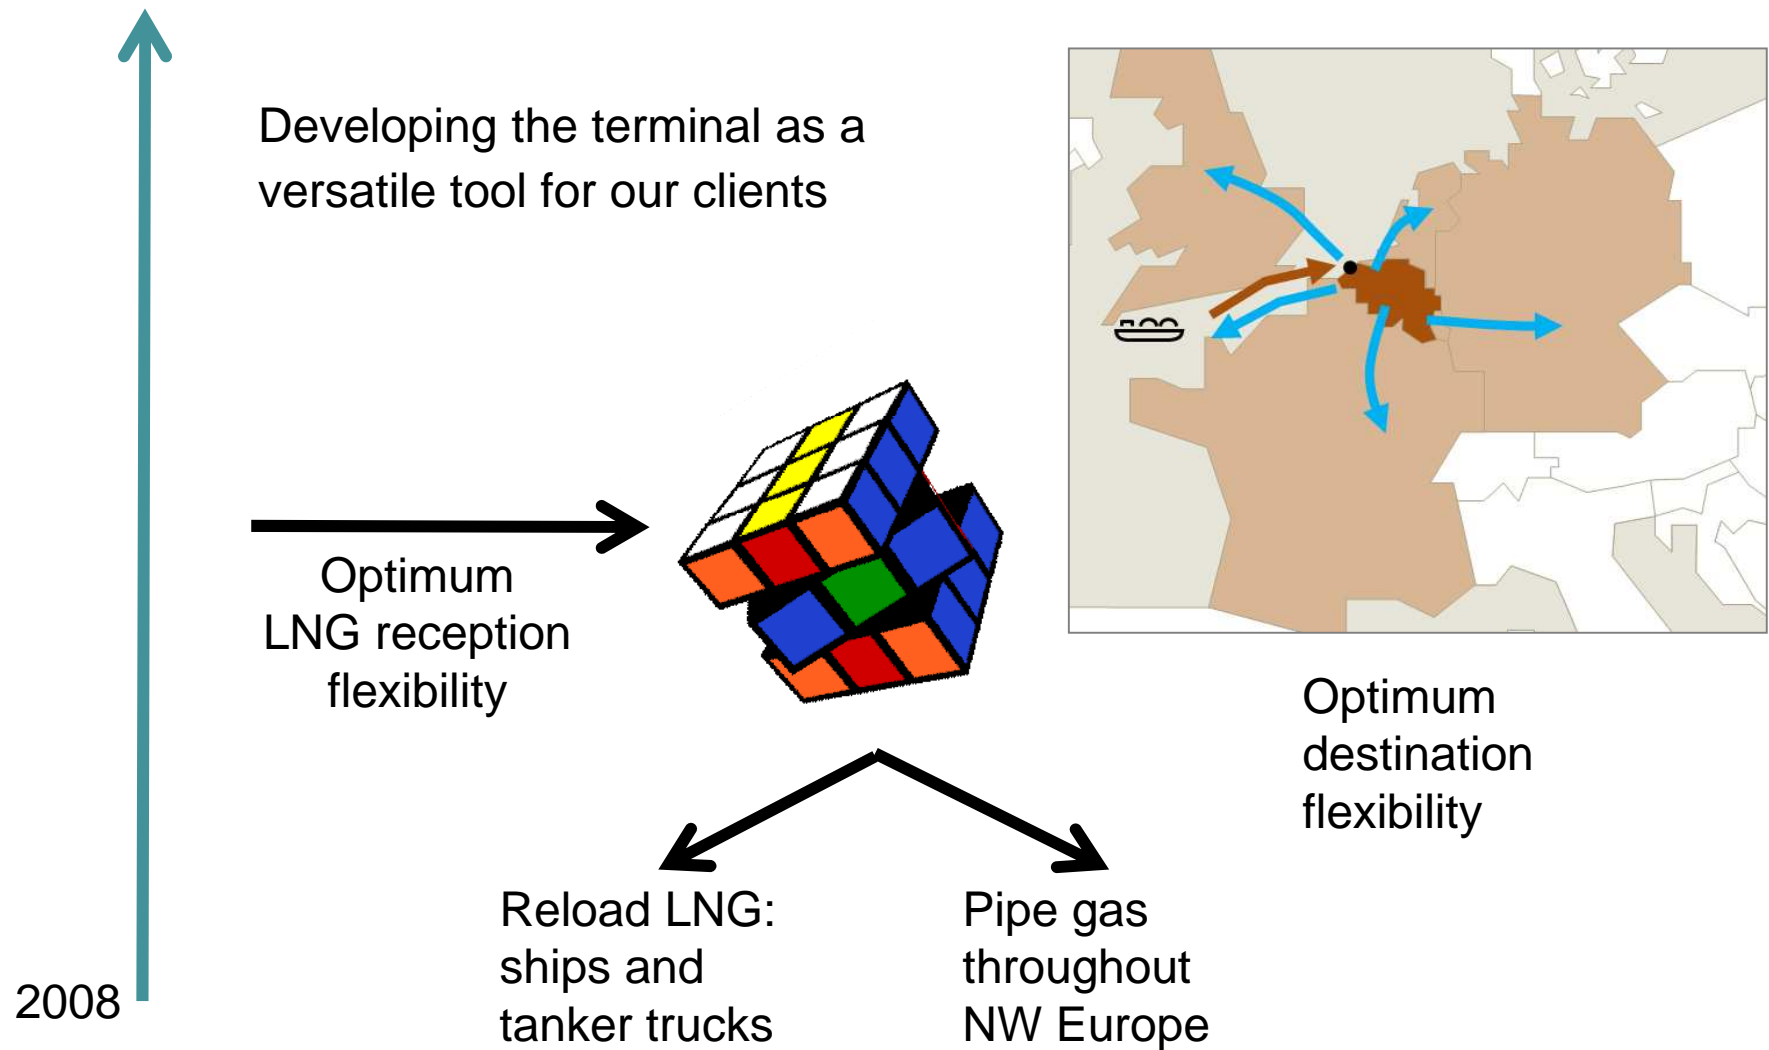 Developing the terminal as a
versatile tool for our clients
Optimum
LNG reception
flexibility
Optimum
destination
flexibility
Reload LNG:
ships and
tanker trucks
Pipe gas
throughout
NW Europe
2008